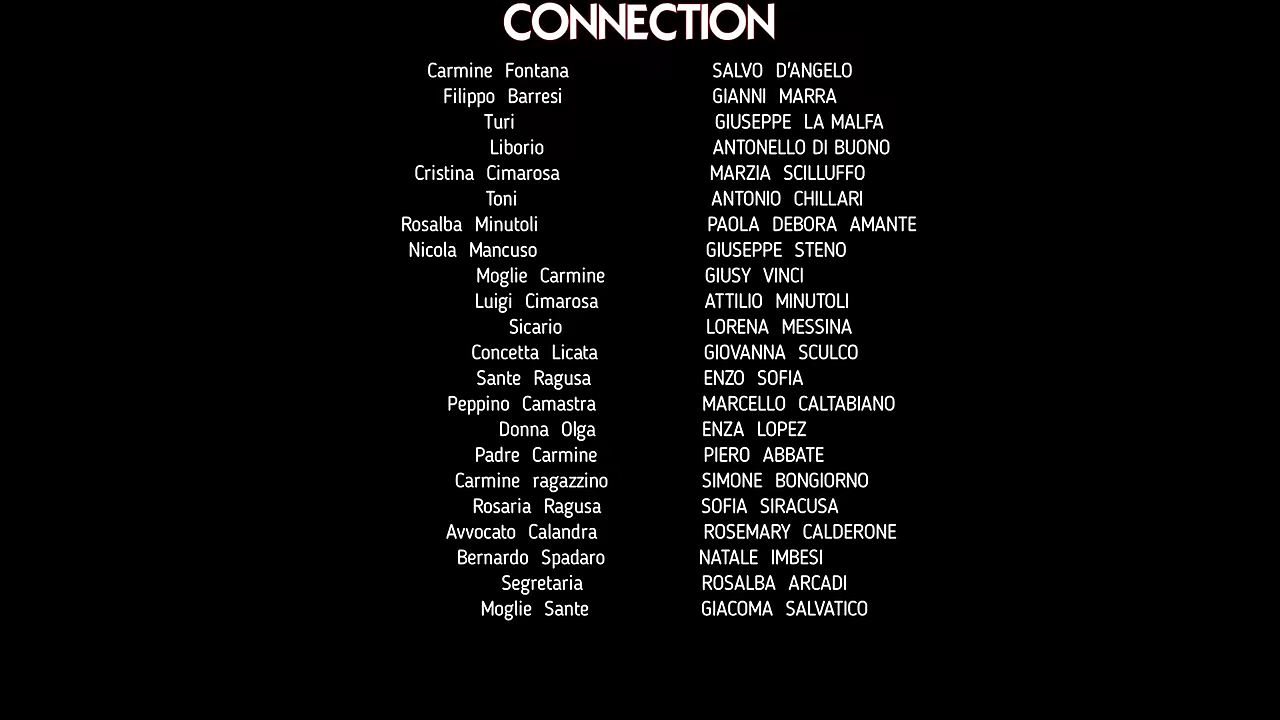 CONNECTION
Carmine Fontana SALVO D'ANGELO
Filippo Barresi GIANNI MARRA
Turi GIUSEPPE LA MALFA
Liborio ANTONELLO DI BUONO
Cristina Cimarosa MARZIA SCILLUFFO
Toni ANTONIO CHILLARI
Rosalba Minutoli PAOLA DEBORA AMANTE
Nicola Mancuso GIUSEPPE STENO
Moglie Carmine GIUSY VINCI
Luigi Cimarosa ATTILIO MINUTOLI
Sicario LORENA MESSINA
Concetta Licata GIOVANNA SCULCO
Sante Ragusa ENZO SOFIA
Peppino Camastra MARCELLO CALTABIANO
Donna Olga ENZA LOPEZ
Padre Carmine PIERO ABBATE
Carmine ragazzino SIMONE BONGIORNO
Rosaria Ragusa SOFIA SIRACUSA
Avvocato Calandra ROSEMARY CALDERONE
Bernardo Spadaro NATALE IMBESI
Segretaria ROSALBA ARCADI
Moglie Sante GIACOMA SALVATICO